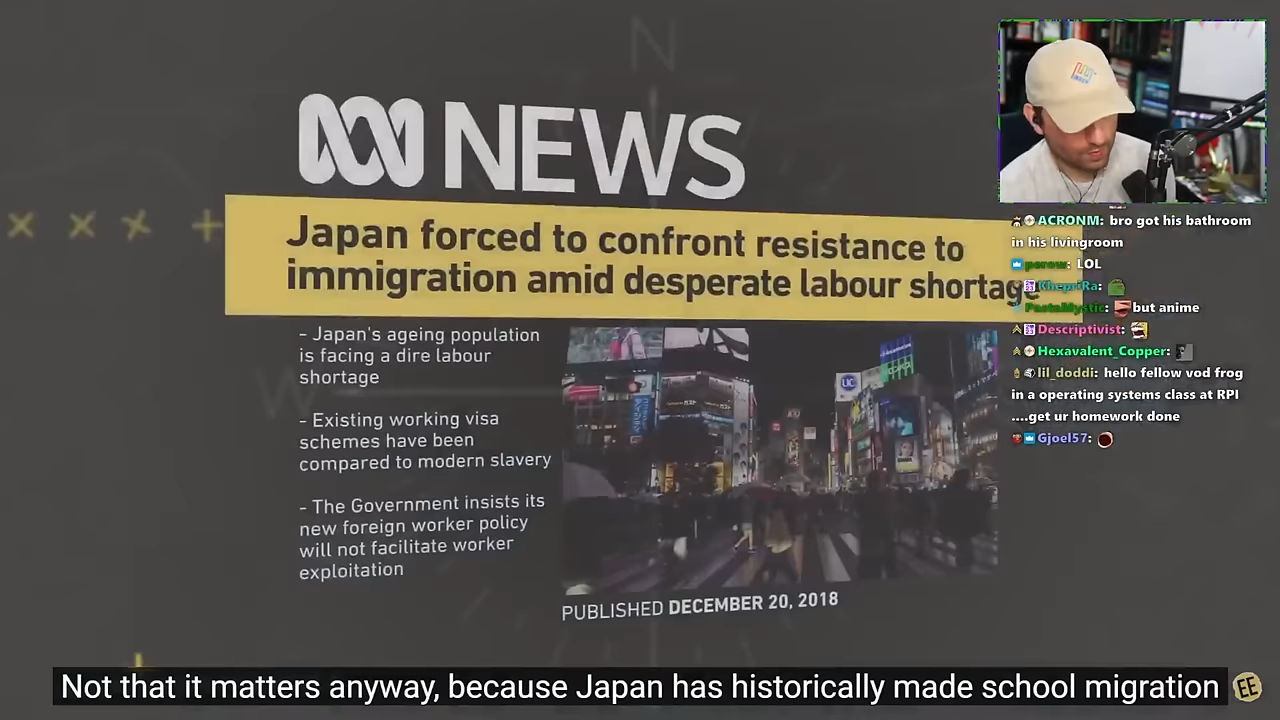 NEWS
Japan forced to confront resistance to
immigration amid desperate labour shortage
- Japan's ageing population
is facing a dire labour
shortage
- Existing working visa
schemes have been
compared to modern slavery
- The Government insists its
new foreign worker policy
will not facilitate worker
exploitation
PUBLISHED DECEMBER 20, 2018
N
W
ACRONM: bro got his bathroom
in his livingroom
perow: LOL
KhepriRa:
PastaMystic: but anime
Descriptivist:
Hexavalent_Copper:
lil_doddi: hello fellow vod frog
in a operating systems class at RPI
....get ur homework done
Gjoel57:
Not that it matters anyway, because Japan has historically made school migration
EE